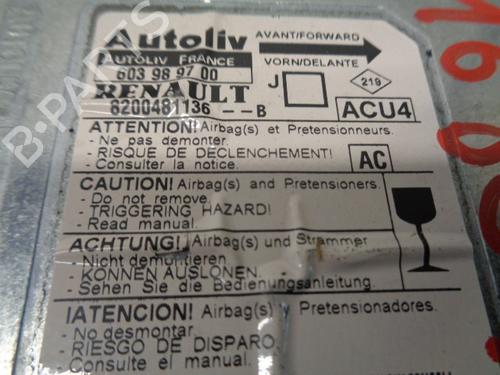 Autoliv
AVANT/FORWARD
AUTOLIV FRANCE
VORN/DELANTE
603 98 97 00
J
219
RENAULT
8200481136 --B
ACU4
ATTENTION! Airbag(s) et Pretensionneurs.
- Ne pas demonter.
- RISQUE DE DECLENCHEMENT!
- Consulter la notice.
AC
CAUTION! Airbag(s) and Pretensioners.
- Do not remove.
- TRIGGERING HAZARD!
- Read manual.
ACHTUNG! Airbag(s) und Strammer
- Nicht demontieren.
- KONNEN AUSLOSEN.
- Sehen Sie die Bedienungsanleitung.
!ATENCION! Airbag(s) y Pretensionadores.
- No desmontar.
- RIESGO DE DISPARO.
- Consulte el manual.
B-PARTS